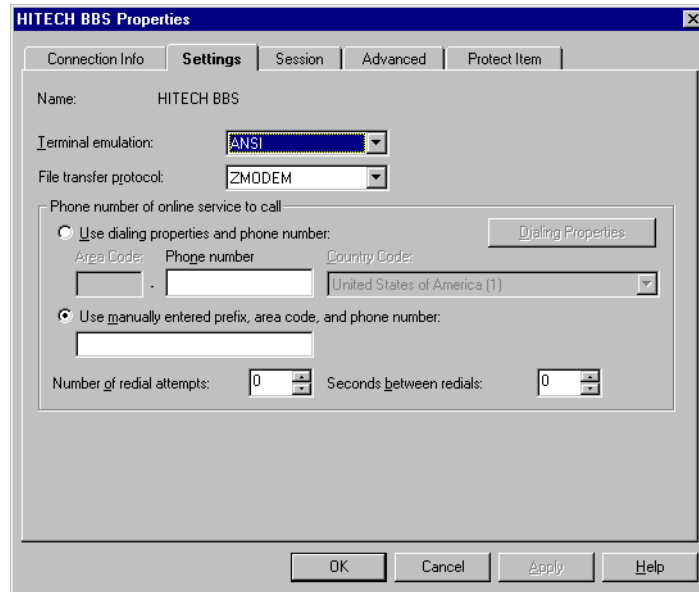 HITECH BBS Properties
Connection Info Settings Session Advanced Protect Item
Name: HITECH BBS
Terminal emulation: ANSI
File transfer protocol: ZMODEM
Phone number of online service to call
Use dialing properties and phone number: Dialing Properties
Area Code: Phone number Country Code:
- United States of America (1)
Use manually entered prefix, area code, and phone number:
Number of redial attempts: 0 Seconds between redials: 0
OK Cancel Apply Help